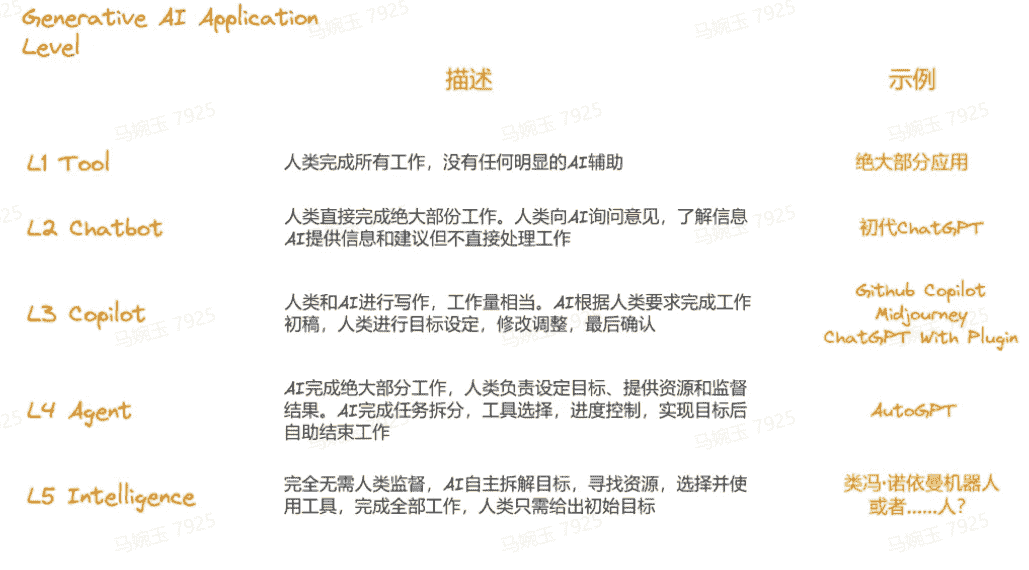 Generative AI Application
Level
描述
示例
L1 Tool
人类完成所有工作，没有任何明显的AI辅助
绝大部分应用
L2 Chatbot
人类直接完成绝大部份工作。人类向AI询问意见，了解信息
AI提供信息和建议但不直接处理工作
初代ChatGPT
L3 Copilot
人类和AI进行写作，工作量相当。AI根据人类要求完成工作
初稿，人类进行目标设定，修改调整，最后确认
Github Copilot
Midjourney
ChatGPT With Plugin
L4 Agent
AI完成绝大部分工作，人类负责设定目标、提供资源和监督
结果。AI完成任务拆分，工具选择，进度控制，实现目标后
自助结束工作
AutoGPT
L5 Intelligence
完全无需人类监督，AI自主拆解目标，寻找资源，选择并使
用工具，完成全部工作，人类只需给出初始目标
类冯·诺依曼机器人
或者……人？
马婉玉 7925